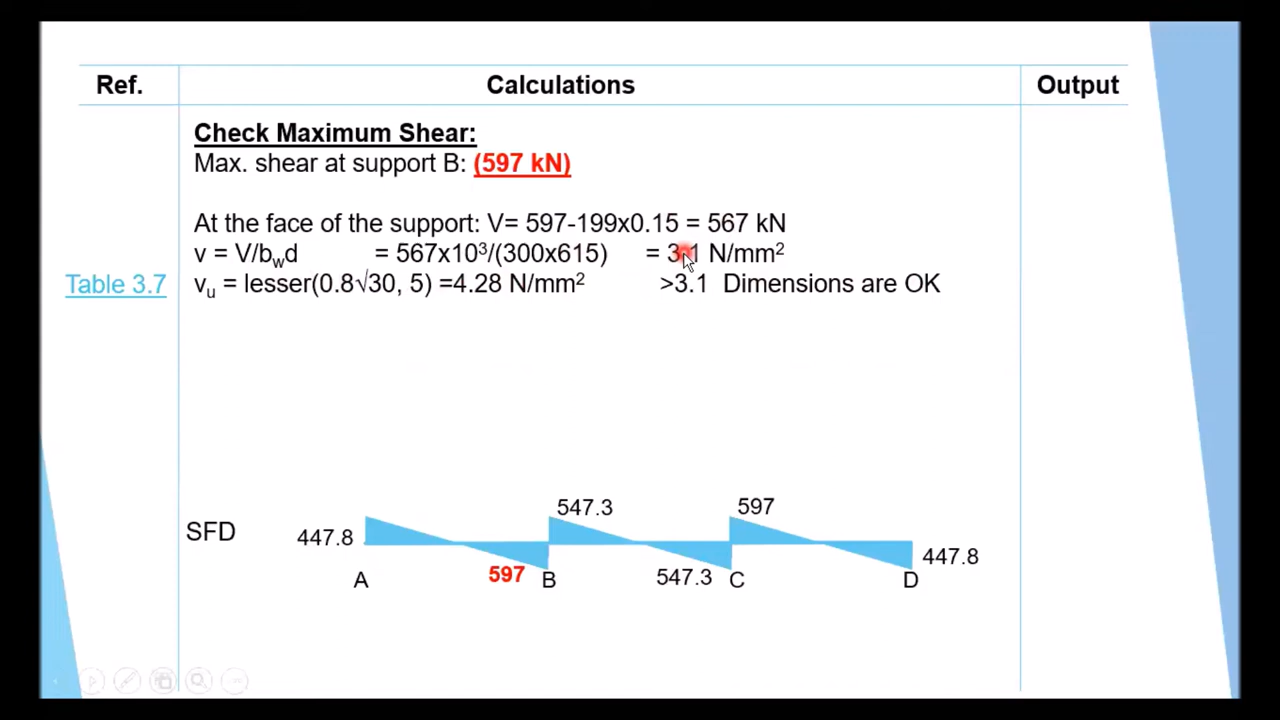 Ref. Calculations Output
Check Maximum Shear:
Max. shear at support B: (597 kN)
At the face of the support: V= 597-199x0.15 = 567 kN
v = V/bwd = 567x10³/(300x615) = 3.1 N/mm²
Table 3.7 vu = lesser(0.8√30, 5) =4.28 N/mm² >3.1 Dimensions are OK
547.3 597
SFD 447.8
447.8
597 B 547.3 C D
A